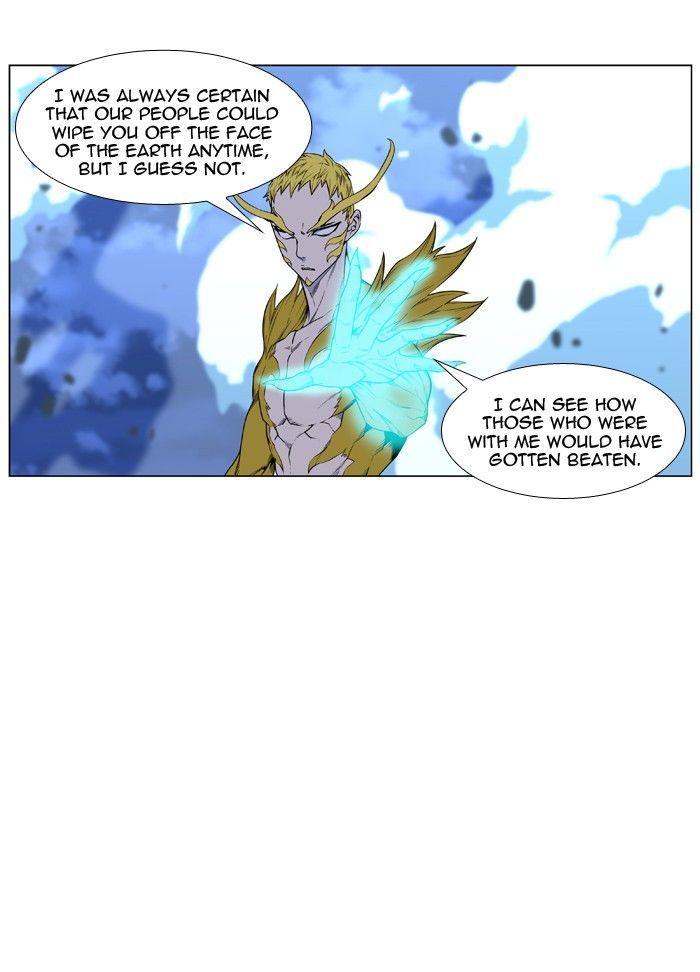 I WAS ALWAYS CERTAIN
THAT OUR PEOPLE COULD
WIPE YOU OFF THE FACE
OF THE EARTH ANYTIME,
BUT I GUESS NOT.
I CAN SEE HOW
THOSE WHO WERE
WITH ME WOULD HAVE
GOTTEN BEATEN.